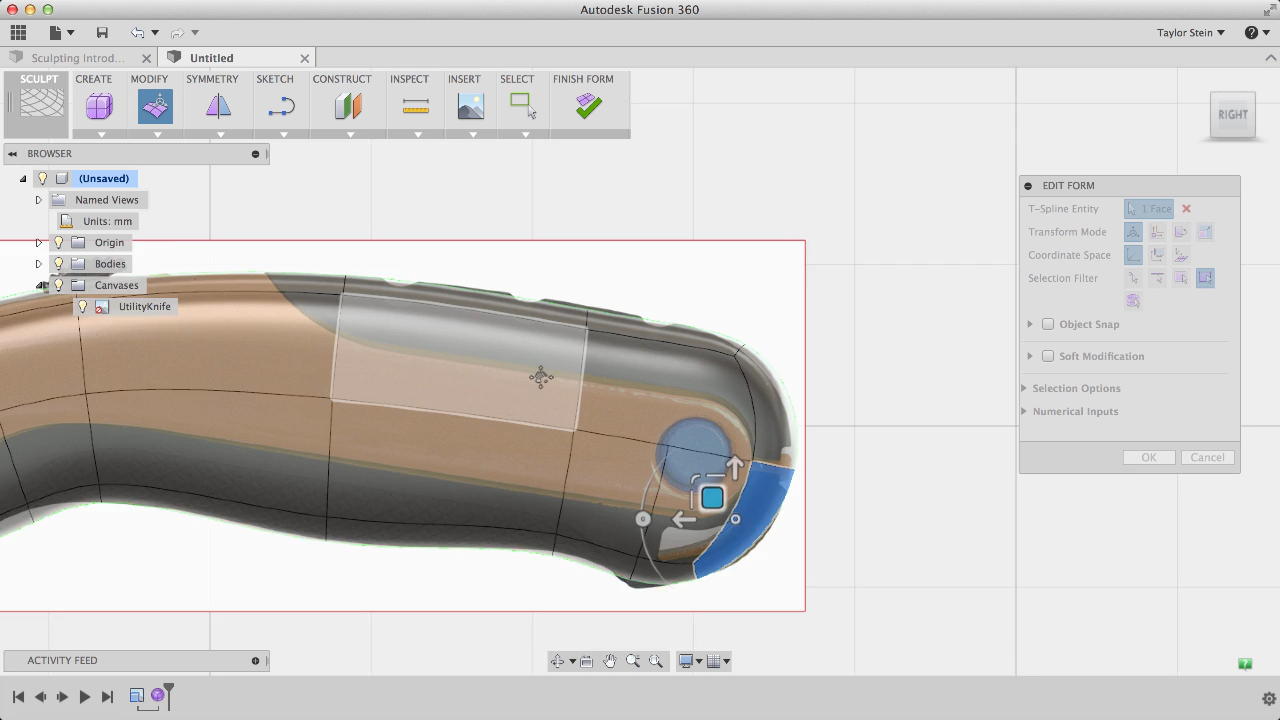 Autodesk Fusion 360
Taylor Stein
Sculpting Introd...
Untitled
SCULPT CREATE MODIFY SYMMETRY SKETCH CONSTRUCT INSPECT INSERT SELECT FINISH FORM
BROWSER
(Unsaved)
Named Views
Units: mm
Origin
Bodies
Canvases
UtilityKnife
RIGHT
EDIT FORM
T-Spline Entity 1 Face
Transform Mode
Coordinate Space
Selection Filter
Object Snap
Soft Modification
Selection Options
Numerical Inputs
OK Cancel
ACTIVITY FEED